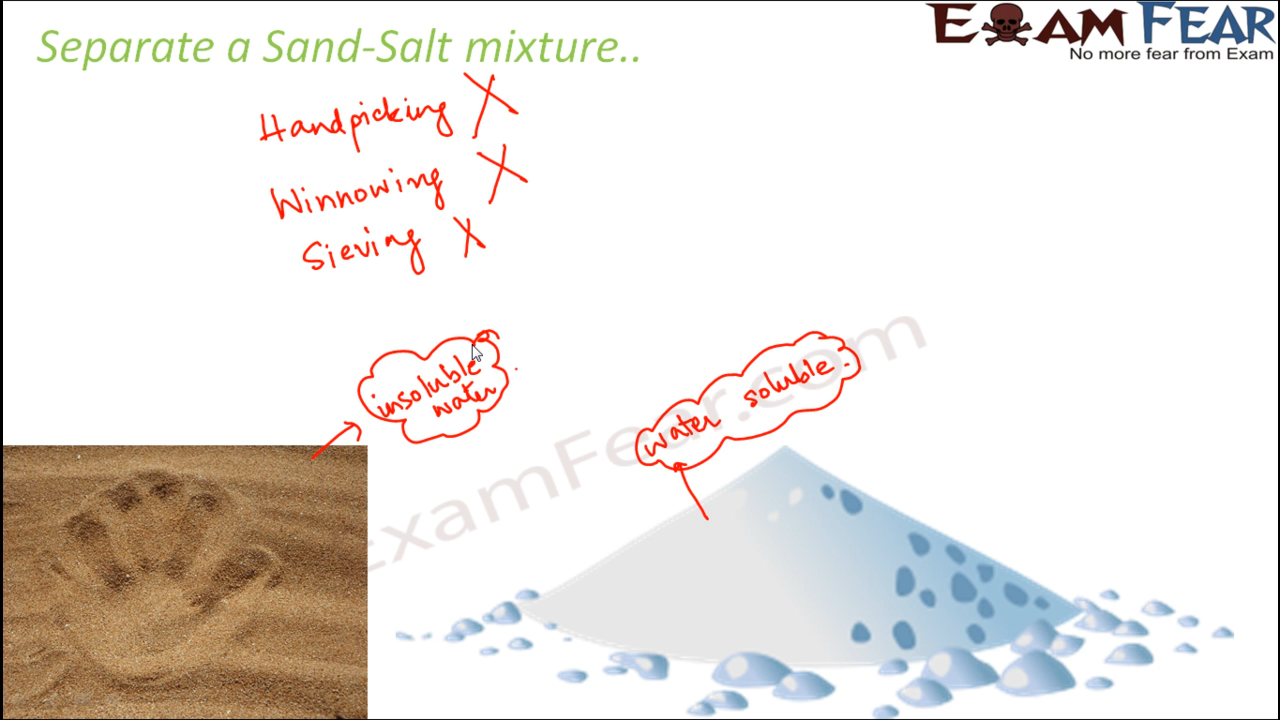 Separate a Sand-Salt mixture..
EXAM FEAR
No more fear from Exam
Handpicking X
Winnowing X
Sieving X
insoluble
water
water soluble.
ExamFear.com